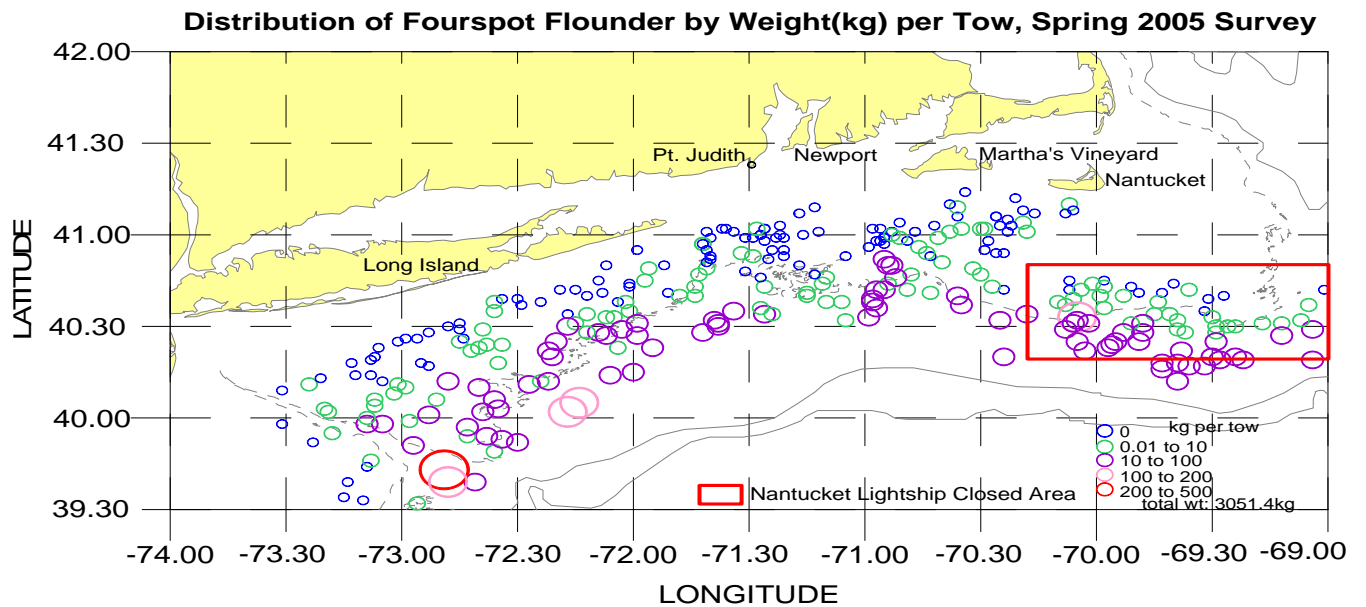 Distribution of Fourspot Flounder by Weight(kg) per Tow, Spring 2005 Survey
42.00
41.30
41.00
40.30
40.00
39.30
LATITUDE
Pt. Judith
Newport
Martha's Vineyard
Nantucket
Long Island
kg per tow
0
0.01 to 10
10 to 100
100 to 200
200 to 500
total wt: 3051.4kg
Nantucket Lightship Closed Area
-74.00 -73.30 -73.00 -72.30 -72.00 -71.30 -71.00 -70.30 -70.00 -69.30 -69.00
LONGITUDE